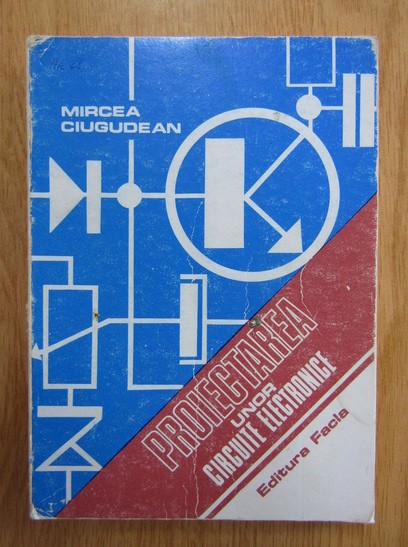 MIRCEA
CIUGUDEAN
PROIECTAREA
UNOR
CIRCUITE ELECTRONICE
Editura Facla